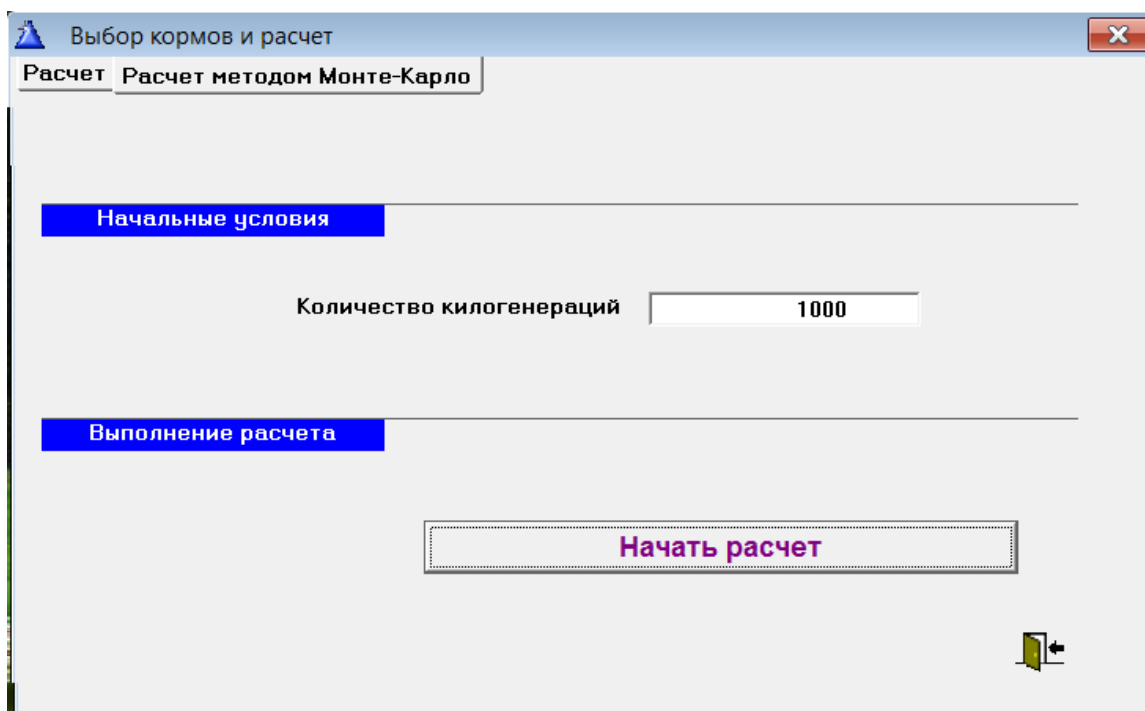 Выбор кормов и расчет
Расчет Расчет методом Монте-Карло
Начальные условия
Количество килогенераций 1000
Выполнение расчета
Начать расчет